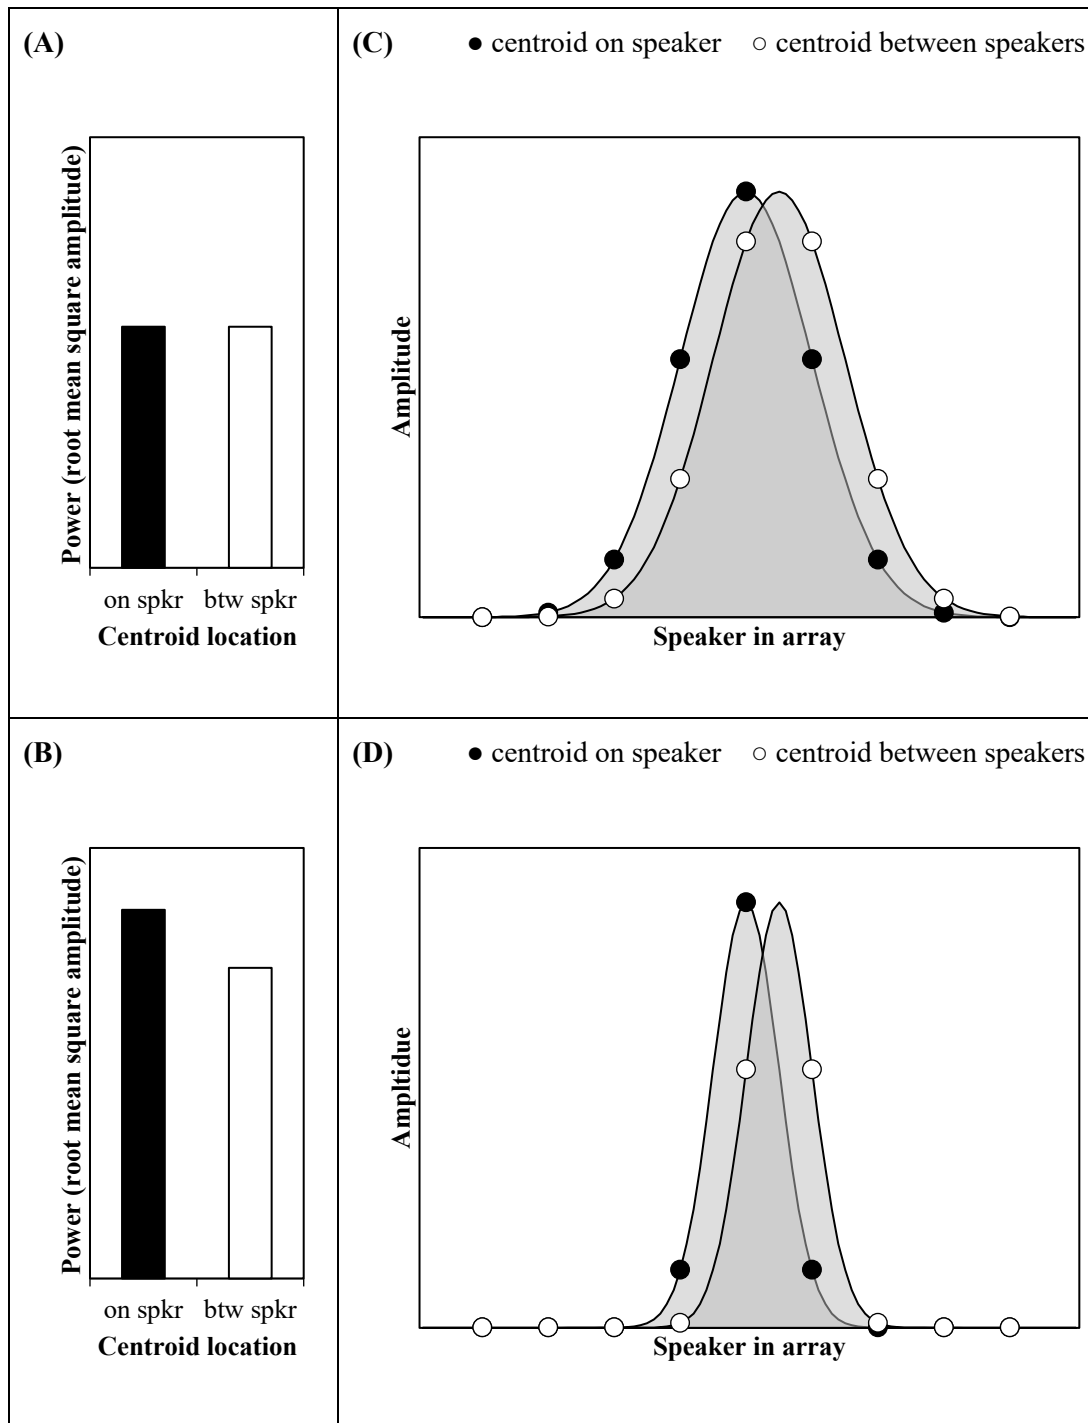 (A)
Power (root mean square amplitude)
on spkr btw spkr
Centroid location
(C)
● centroid on speaker ○ centroid between speakers
Amplitude
Speaker in array
(B)
Power (root mean square amplitude)
on spkr btw spkr
Centroid location
(D)
● centroid on speaker ○ centroid between speakers
Ampltidue
Speaker in array